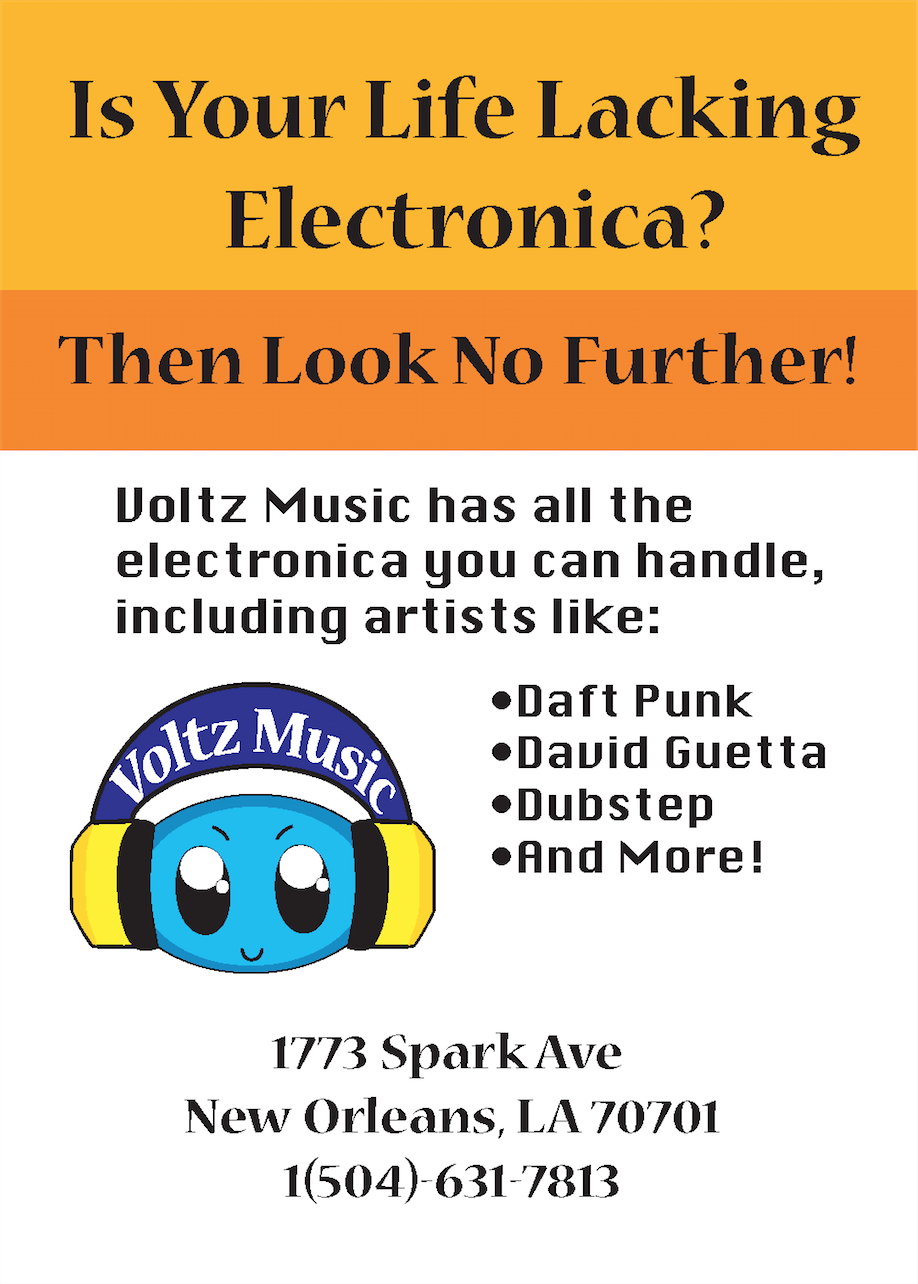 Is Your Life Lacking
Electronica?
Then Look No Further!
Voltz Music has all the
electronica you can handle,
including artists like:
Voltz Music
•Daft Punk
•David Guetta
•Dubstep
•And More!
1773 Spark Ave
New Orleans, LA 70701
1(504)-631-7813